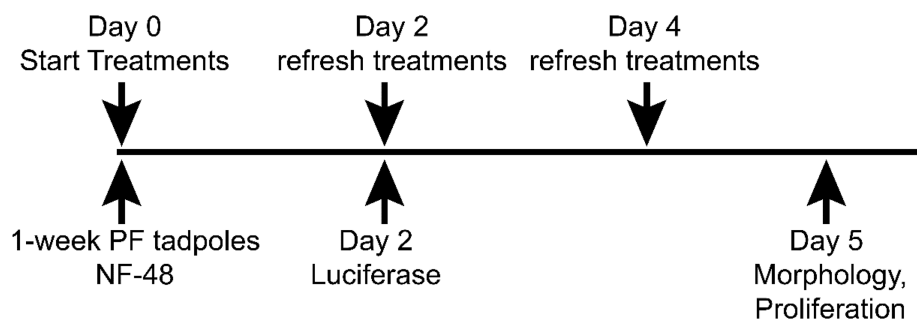 Day 0
Start Treatments
Day 2
refresh treatments
Day 4
refresh treatments
1-week PF tadpoles
NF-48
Day 2
Luciferase
Day 5
Morphology,
Proliferation